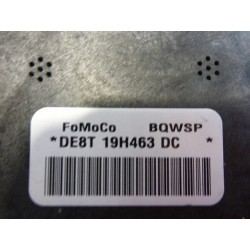 FoMoCo BQWSP
*DE8T 19H463 DC *